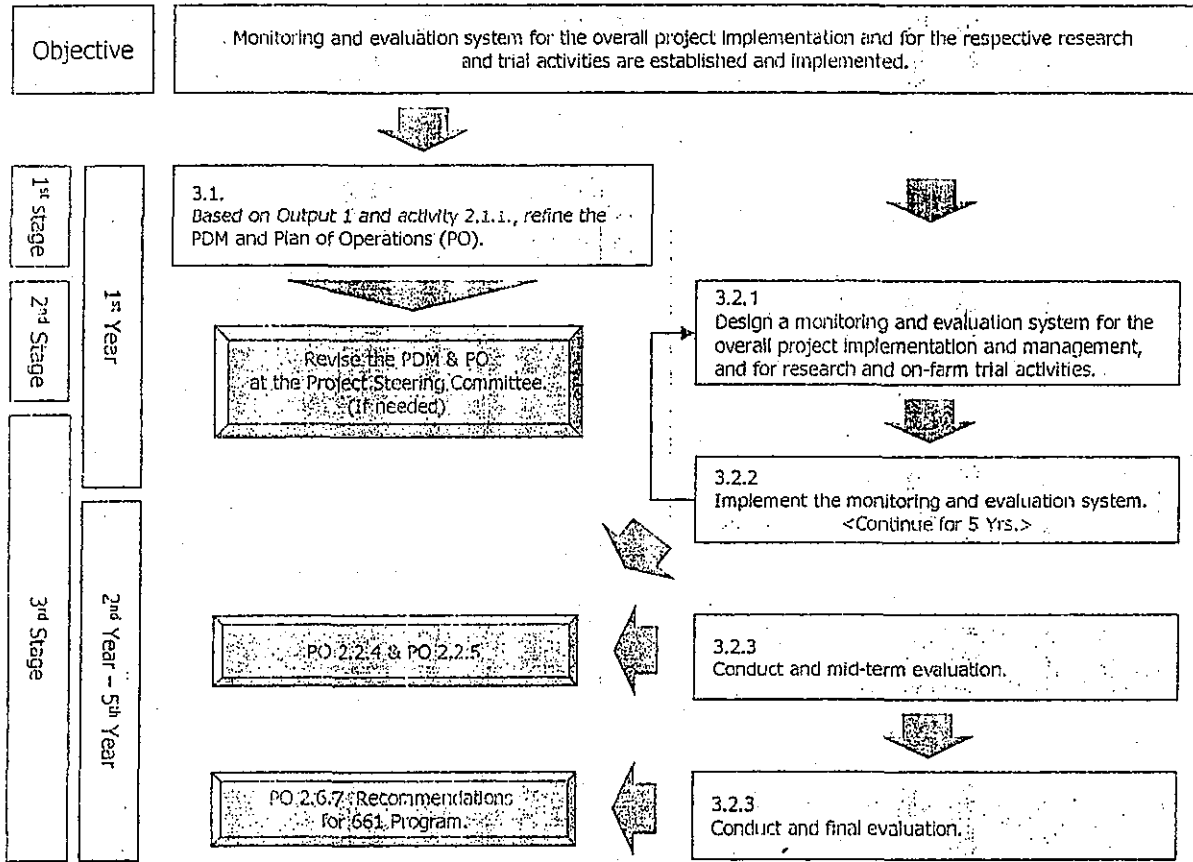 Objective
Monitoring and evaluation system for the overall project implementation and for the respective research
and trial activities are established and implemented.
1st stage
1st Year
3.1.
Based on Output 1 and activity 2.1.1., refine the
PDM and Plan of Operations (PO).
2nd Stage
Revise the PDM & PO
at the Project Steering Committee.
(If needed)
3.2.1
Design a monitoring and evaluation system for the
overall project implementation and management,
and for research and on-farm trial activities.
3.2.2
Implement the monitoring and evaluation system.
<Continue for 5 Yrs.>
3rd Stage
2nd Year – 5th Year
PO 2.2.4 & PO 2.2.5
3.2.3
Conduct and mid-term evaluation.
PO 2.6.7 Recommendations
for 661 Program.
3.2.3
Conduct and final evaluation.